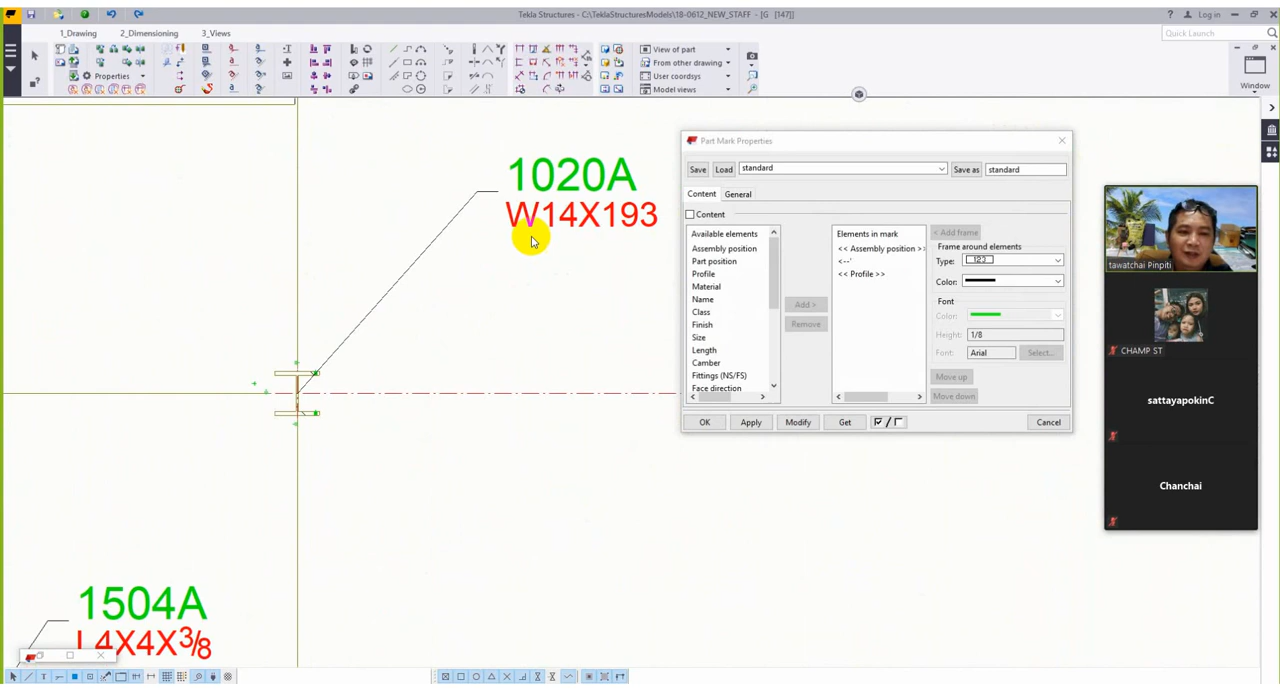 Tekla Structures - C:\TeklaStructuresModels\18-0612_NEW_STAFF - [G [147]]
? Log in
1_Drawing 2_Dimensioning 3_Views
Quick Launch
View of part
From other drawing
Properties
User coordsys
Model views
Window
Part Mark Properties
Save Load standard Save as standard
Content General
Content
Available elements
Assembly position
Part position
Profile
Material
Name
Class
Finish
Size
Length
Camber
Fittings (NS/FS)
Face direction
Add >
Remove
Elements in mark
<< Assembly position >>
<--'
<< Profile >>
< Add frame
Frame around elements
Type: 123
Color:
Font
Color:
Height: 1/8
Font: Arial Select...
Move up
Move down
OK Apply Modify Get Cancel
1020A
W14X193
1504A
L4X4X3/8
tawatchai Pinpiti
CHAMP ST
sattayapokinC
Chanchai